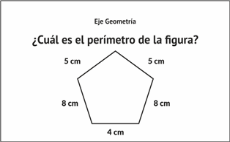 Eje Geometría
¿Cuál es el perímetro de la figura?
5 cm 5 cm
8 cm 8 cm
4 cm